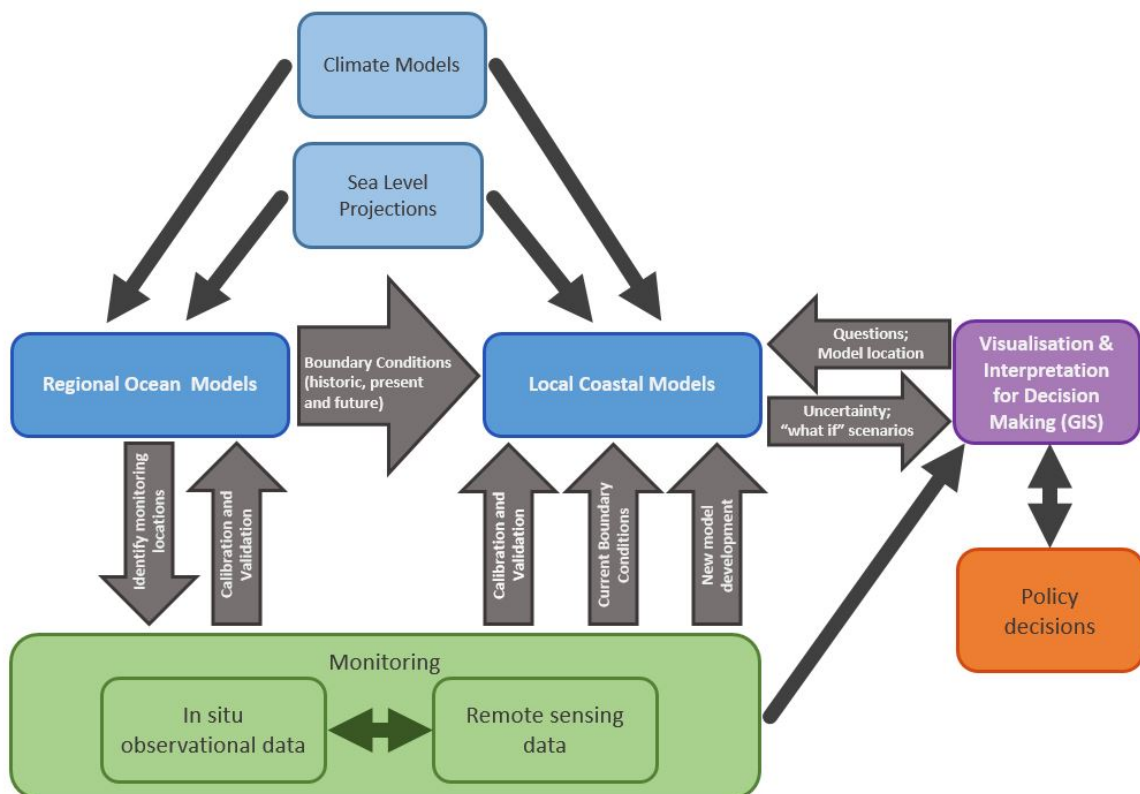 Climate Models
Sea Level
Projections
Regional Ocean Models
Boundary Conditions
(historic, present
and future)
Local Coastal Models
Questions;
Model location
Uncertainty;
“what if” scenarios
Visualisation &
Interpretation
for Decision
Making (GIS)
Identify monitoring
locations
Calibration and
Validation
Calibration and
Validation
Current Boundary
Conditions
New model
development
Policy
decisions
Monitoring
In situ
observational data
Remote sensing
data